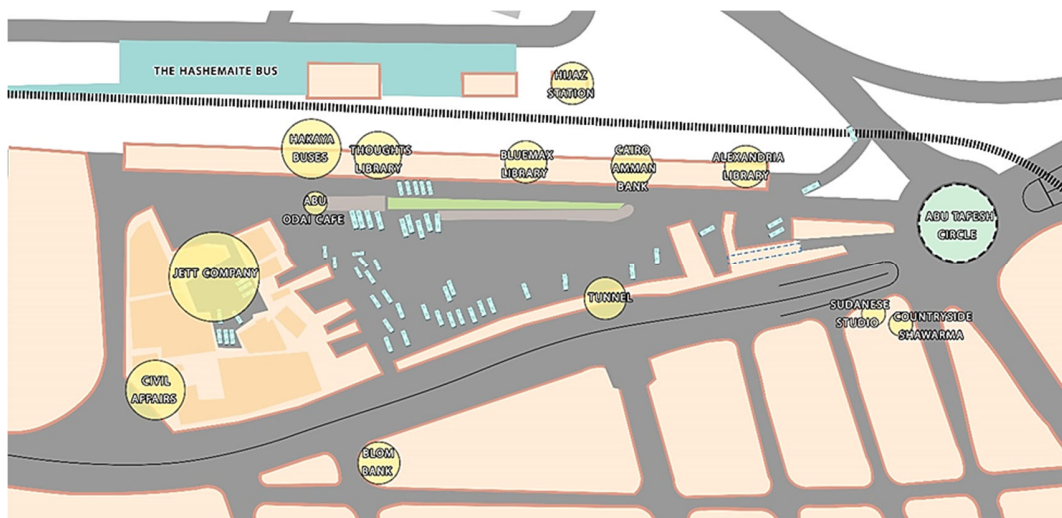 THE HASHEMAITE BUS
HIJAZ
STATION
HAKAYA
BUSES
THOUGHTS
LIBRARY
BLUEMAX
LIBRARY
CAIRO
AMMAN
BANK
ALEXANDRIA
LIBRARY
ABU
ODAI CAFE
ABU TAFESH
CIRCLE
JETT COMPANY
TUNNEL
SUDANESE
STUDIO
COUNTRYSIDE
SHAWARMA
CIVIL
AFFAIRS
BLOM
BANK